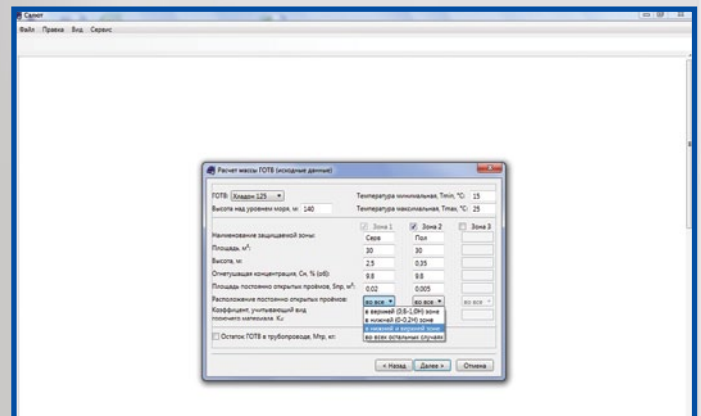 Салют
Файл Правка Вид Сервис
Расчет массы ГОТВ (исходные данные)
ГОТВ: Хладон 125 Температура минимальная, Tmin, °C: 15
Высота над уровнем моря, м: 140 Температура максимальная, Tmax, °C: 25
Зона 1 Зона 2 Зона 3
Наименование защищаемой зоны: Серв Пол
Площадь, м²: 30 30
Высота, м: 2.5 0.35
Огнетушащая концентрация, Сн, % (об): 9.8 9.8
Площадь постоянно открытых проёмов, Sпр, м²: 0.02 0.005
Расположение постоянно открытых проёмов: во все во все во все
в верхней (0,8-1,0Н) зоне
Коэффициент, учитывающий вид
в нижней (0-0,2Н) зоне
горючего материала,
в нижней и верхней зоне
во всех остальных случаях
Остаток ГОТВ в трубопроводе, Мтр, кг:
< Назад Далее > Отмена